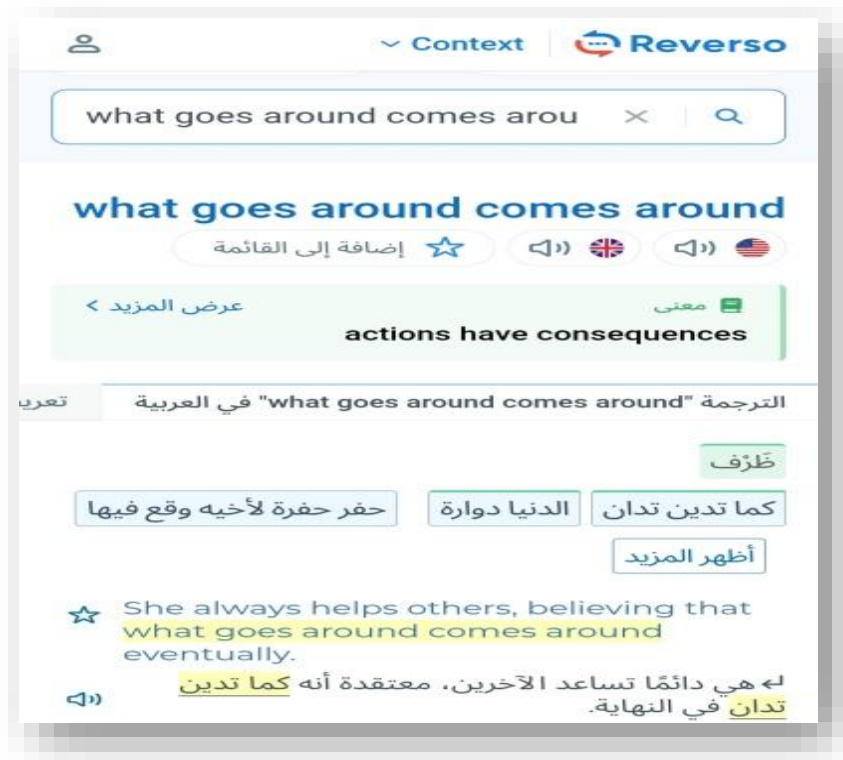 Context Reverso
what goes around comes arou
what goes around comes around
إضافة إلى القائمة
معنى عرض المزيد
actions have consequences
الترجمة "what goes around comes around" في العربية تعريف
ظَرْف
كما تدين تدان الدنيا دوارة حفر حفرة لأخيه وقع فيها
أظهر المزيد
She always helps others, believing that
what goes around comes around
eventually.
هي دائمًا تساعد الآخرين، معتقدة أنه كما تدين
تدان في النهاية.